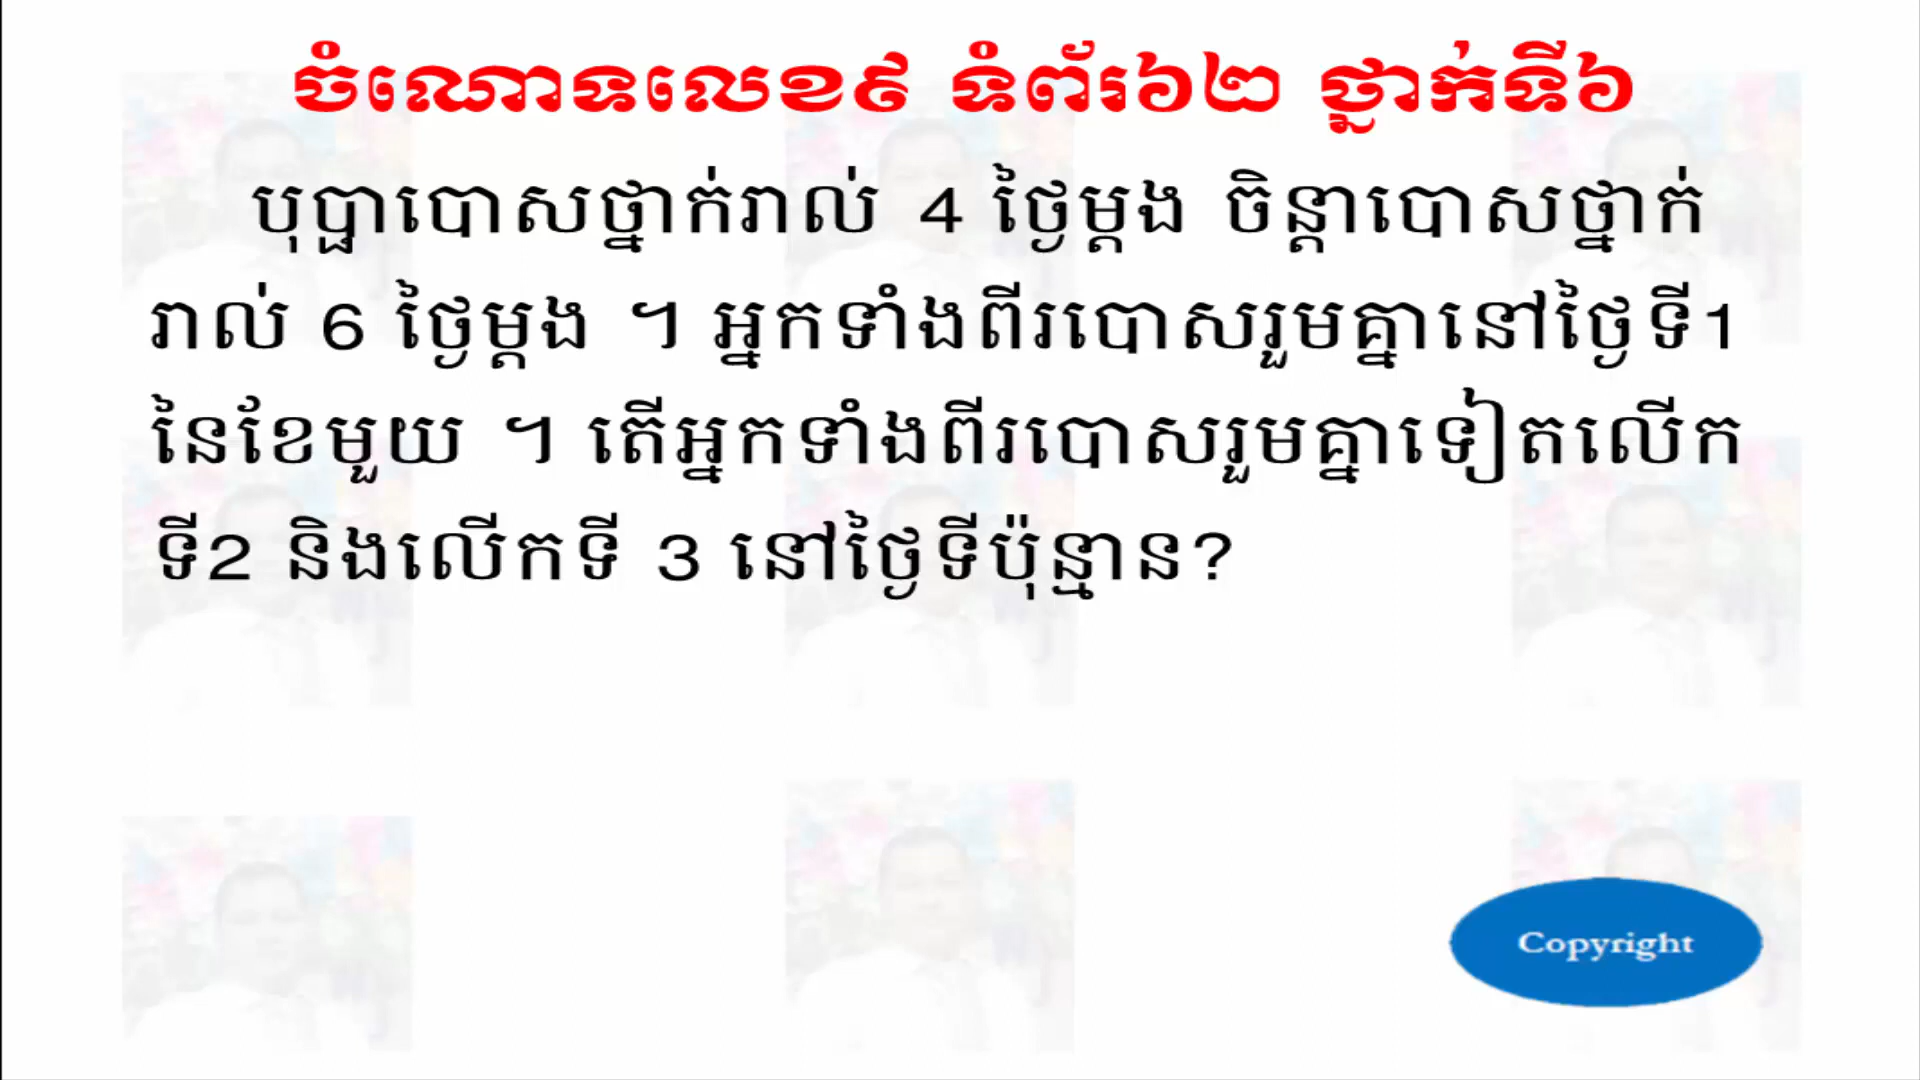 ចំណោទលេខ៩ ទំព័រ៦២ ថ្នាក់ទី៦
បុប្ផាបោសថ្នាក់រាល់ 4 ថ្ងៃម្ដង ចិន្ដាបោសថ្នាក់
រាល់ 6 ថ្ងៃម្ដង ។ អ្នកទាំងពីរបោសរួមគ្នានៅថ្ងៃទី1
នៃខែមួយ ។ តើអ្នកទាំងពីរបោសរួមគ្នាទៀតលើក
ទី2 និងលើកទី 3 នៅថ្ងៃទីប៉ុន្មាន?
Copyright